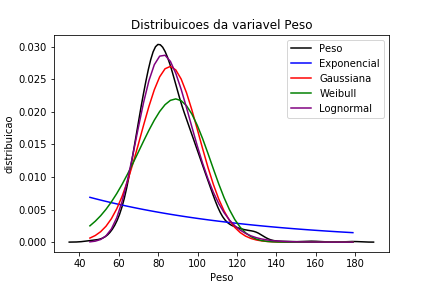 Distribuicoes da variavel Peso
0.030
0.025
0.020
0.015
0.010
0.005
0.000
distribuicao
Peso
Exponencial
Gaussiana
Weibull
Lognormal
40 60 80 100 120 140 160 180
Peso